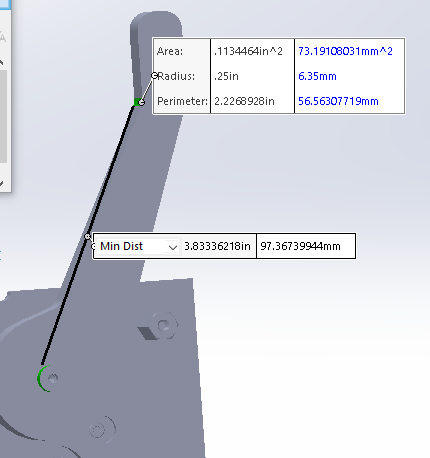 Area: .1134464in^2 73.19108031mm^2
Radius: .25in 6.35mm
Perimeter: 2.2268928in 56.56307719mm
Min Dist 3.83336218in 97.36739944mm